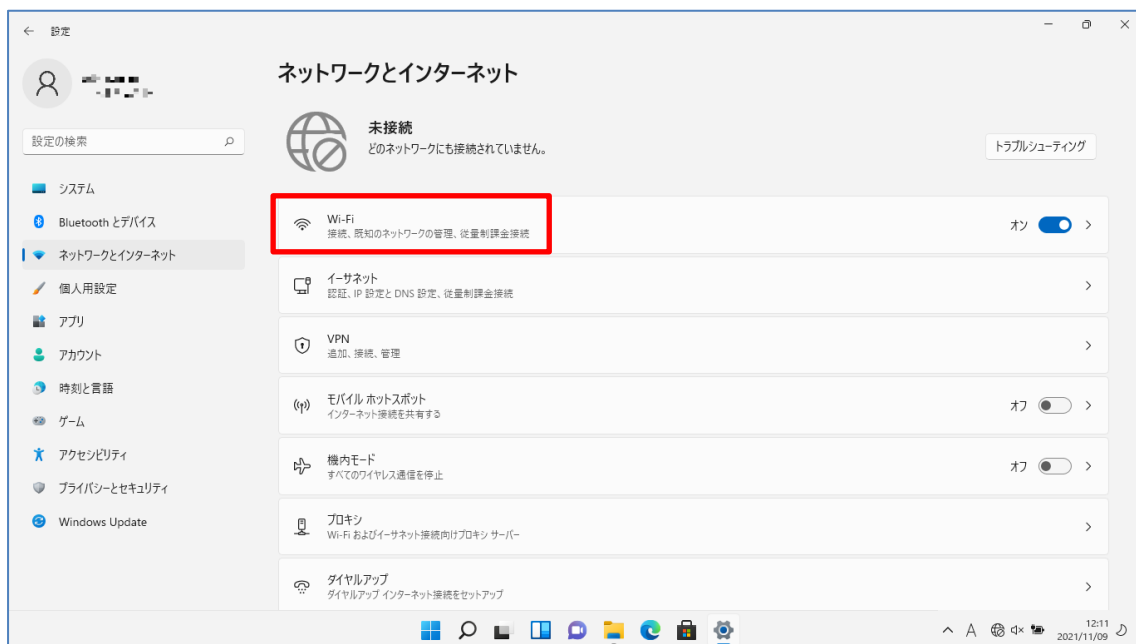 設定
ネットワークとインターネット
設定の検索
未接続
どのネットワークにも接続されていません。
トラブルシューティング
システム
Bluetooth とデバイス
ネットワークとインターネット
個人用設定
アプリ
アカウント
時刻と言語
ゲーム
アクセシビリティ
プライバシーとセキュリティ
Windows Update
Wi-Fi
接続、既知のネットワークの管理、従量制課金接続
オン
イーサネット
認証、IP 設定と DNS 設定、従量制課金接続
VPN
追加、接続、管理
モバイル ホットスポット
インターネット接続を共有する
オフ
機内モード
すべてのワイヤレス通信を停止
オフ
プロキシ
Wi-Fi およびイーサネット接続向けプロキシ サーバー
ダイヤルアップ
ダイヤルアップ インターネット接続をセットアップ
A
12:11
2021/11/09